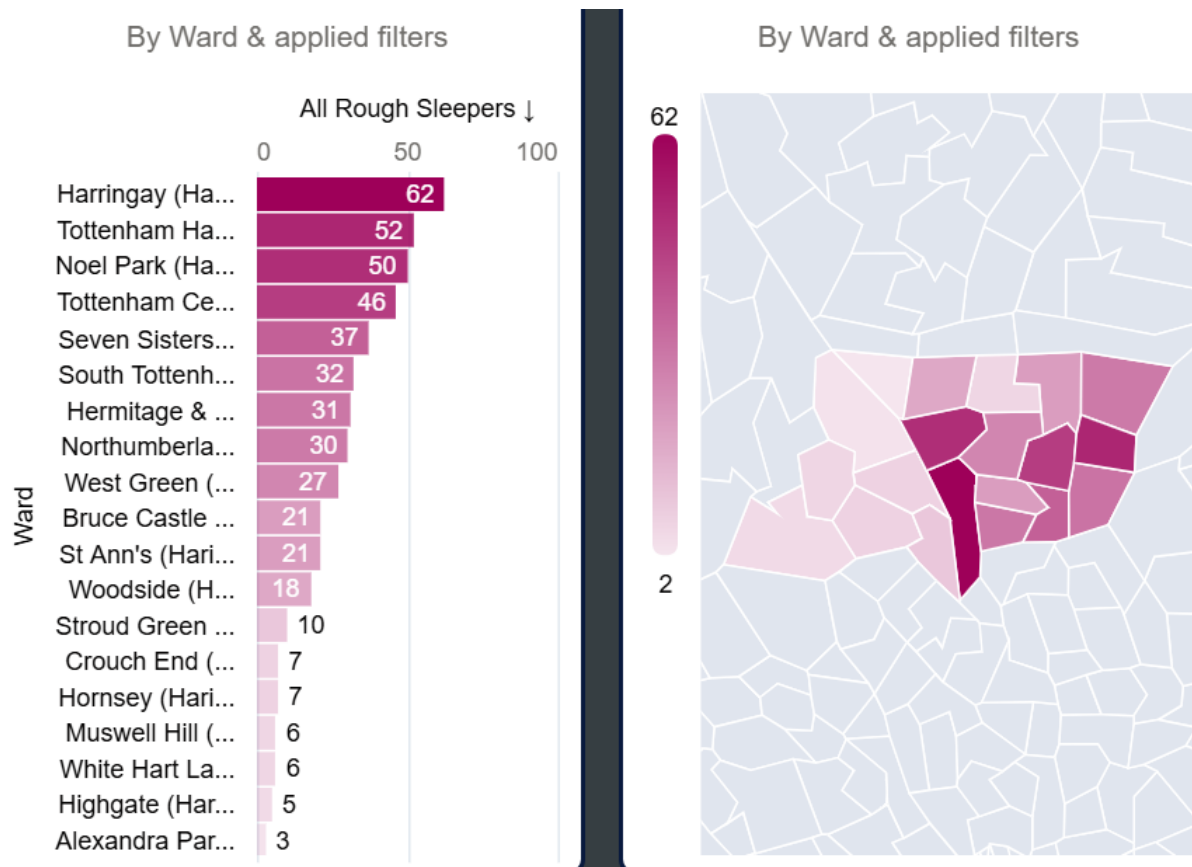 By Ward & applied filters
All Rough Sleepers ↓
0 50 100
Ward
Harringay (Ha... 62
Tottenham Ha... 52
Noel Park (Ha... 50
Tottenham Ce... 46
Seven Sisters... 37
South Tottenh... 32
Hermitage & ... 31
Northumberla... 30
West Green (... 27
Bruce Castle ... 21
St Ann's (Hari... 21
Woodside (H... 18
Stroud Green ... 10
Crouch End (... 7
Hornsey (Hari... 7
Muswell Hill (... 6
White Hart La... 6
Highgate (Har... 5
Alexandra Par... 3
By Ward & applied filters
62
2